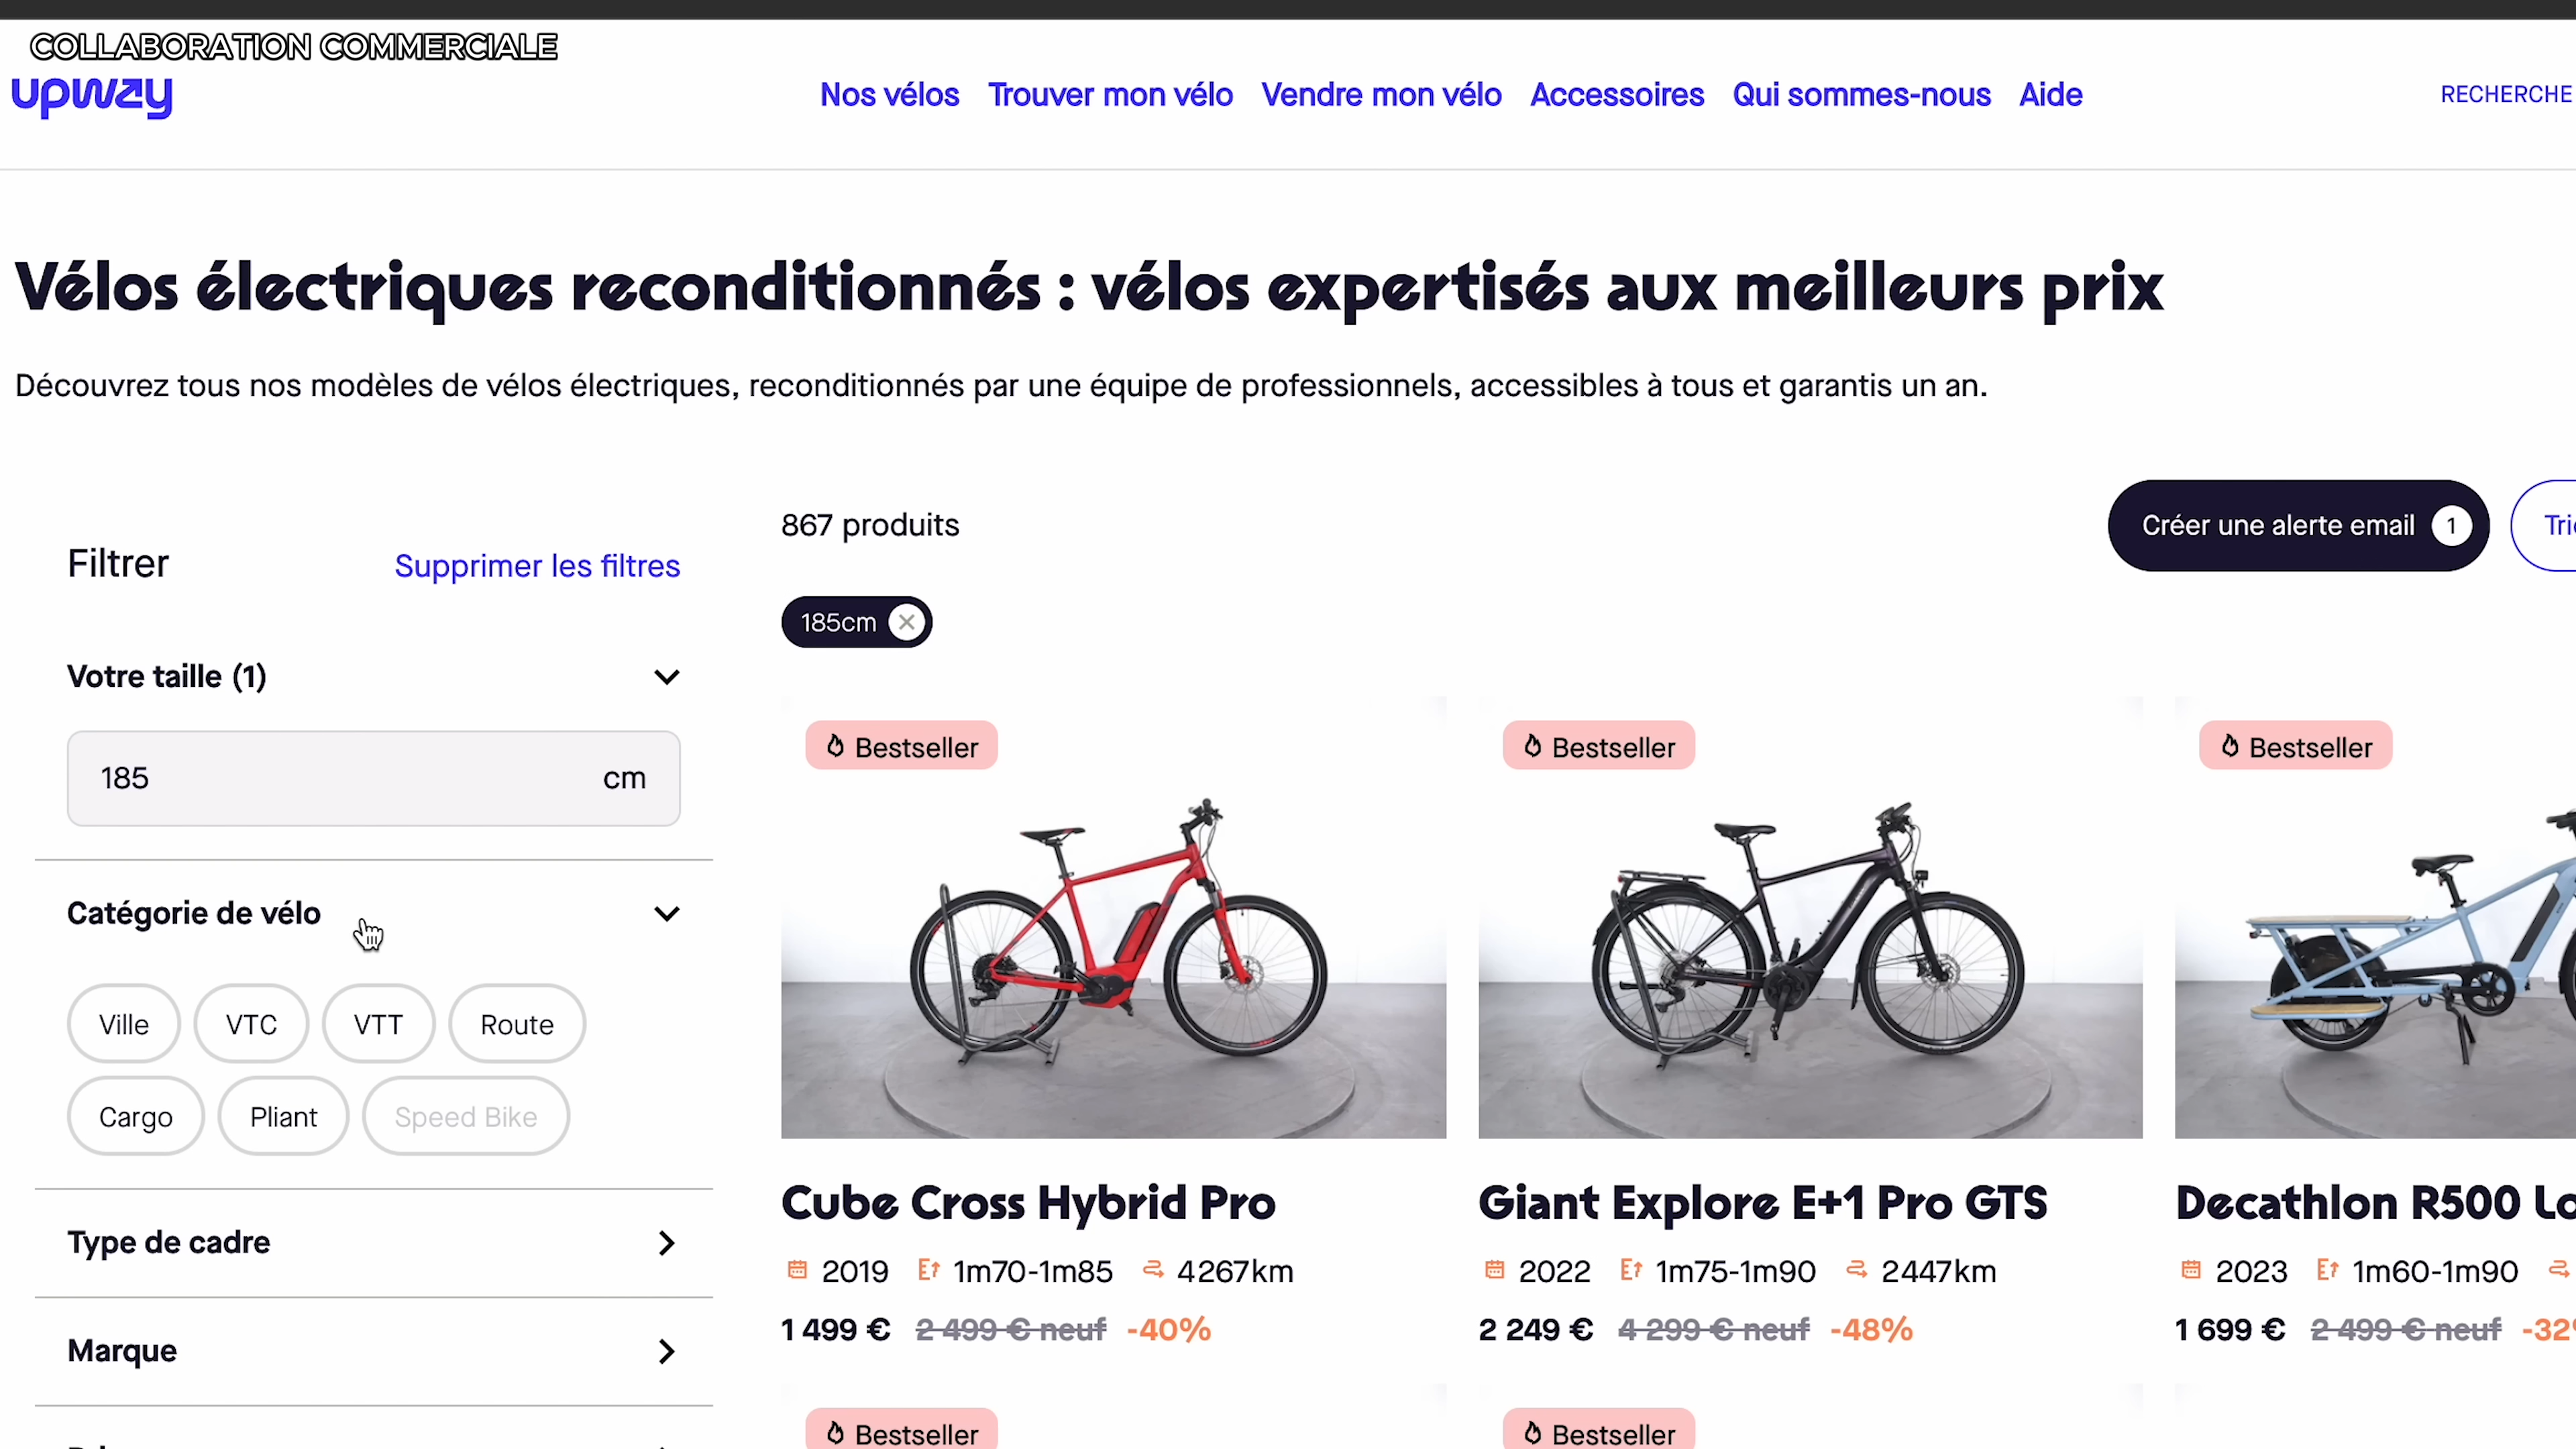 COLLABORATION COMMERCIALE
upway
Nos vélos Trouver mon vélo Vendre mon vélo Accessoires Qui sommes-nous Aide
RECHERCHE
Vélos électriques reconditionnés : vélos expertisés aux meilleurs prix
Découvrez tous nos modèles de vélos électriques, reconditionnés par une équipe de professionnels, accessibles à tous et garantis un an.
867 produits
Créer une alerte email 1
Filtrer
Supprimer les filtres
185cm
Votre taille (1)
185 cm
Catégorie de vélo
Ville VTC VTT Route
Cargo Pliant Speed Bike
Type de cadre
Marque
Bestseller
Cube Cross Hybrid Pro
2019 1m70-1m85 4267km
1 499 € 2 499 € neuf -40%
Bestseller
Giant Explore E+1 Pro GTS
2022 1m75-1m90 2447km
2 249 € 4 299 € neuf -48%
Bestseller
Decathlon R500
2023 1m60-1m90
1 699 € 2 499 € neuf -32
Bestseller
Bestseller